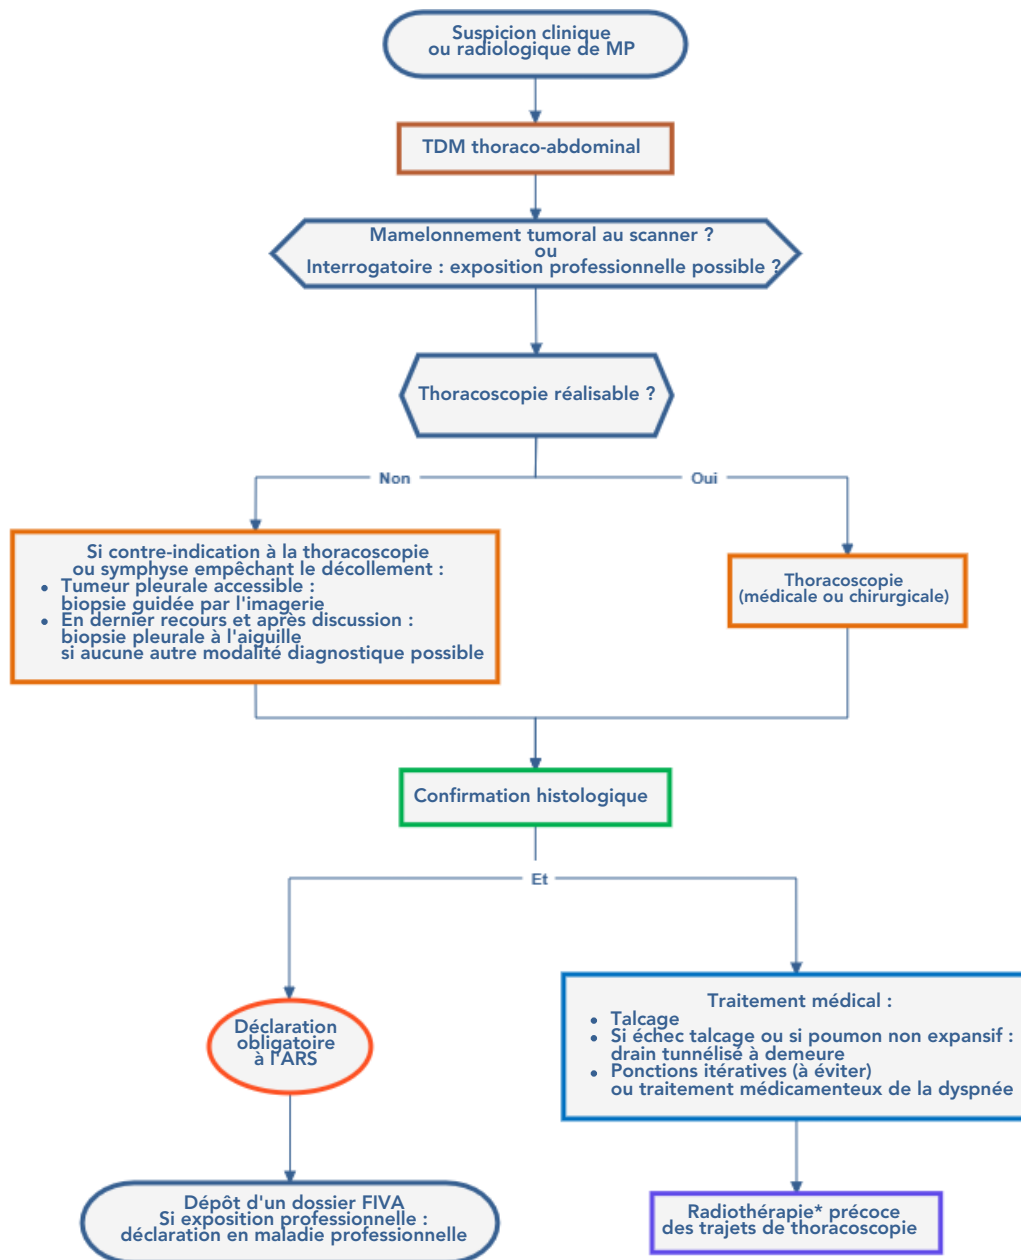 Suspicion clinique
ou radiologique de MP
TDM thoraco-abdominal
Mamelonnement tumoral au scanner ?
ou
Interrogatoire : exposition professionnelle possible ?
Thoracoscopie réalisable ?
Non
Oui
Si contre-indication à la thoracoscopie
ou symphyse empêchant le décollement :
• Tumeur pleurale accessible :
biopsie guidée par l'imagerie
• En dernier recours et après discussion :
biopsie pleurale à l'aiguille
si aucune autre modalité diagnostique possible
Thoracoscopie
(médicale ou chirurgicale)
Confirmation histologique
Et
Déclaration
obligatoire
à l'ARS
Traitement médical :
• Talcage
• Si échec talcage ou si poumon non expansif :
drain tunnélisé à demeure
• Ponctions itératives (à éviter)
ou traitement médicamenteux de la dyspnée
Dépôt d'un dossier FIVA
Si exposition professionnelle :
déclaration en maladie professionnelle
Radiothérapie* précoce
des trajets de thoracoscopie